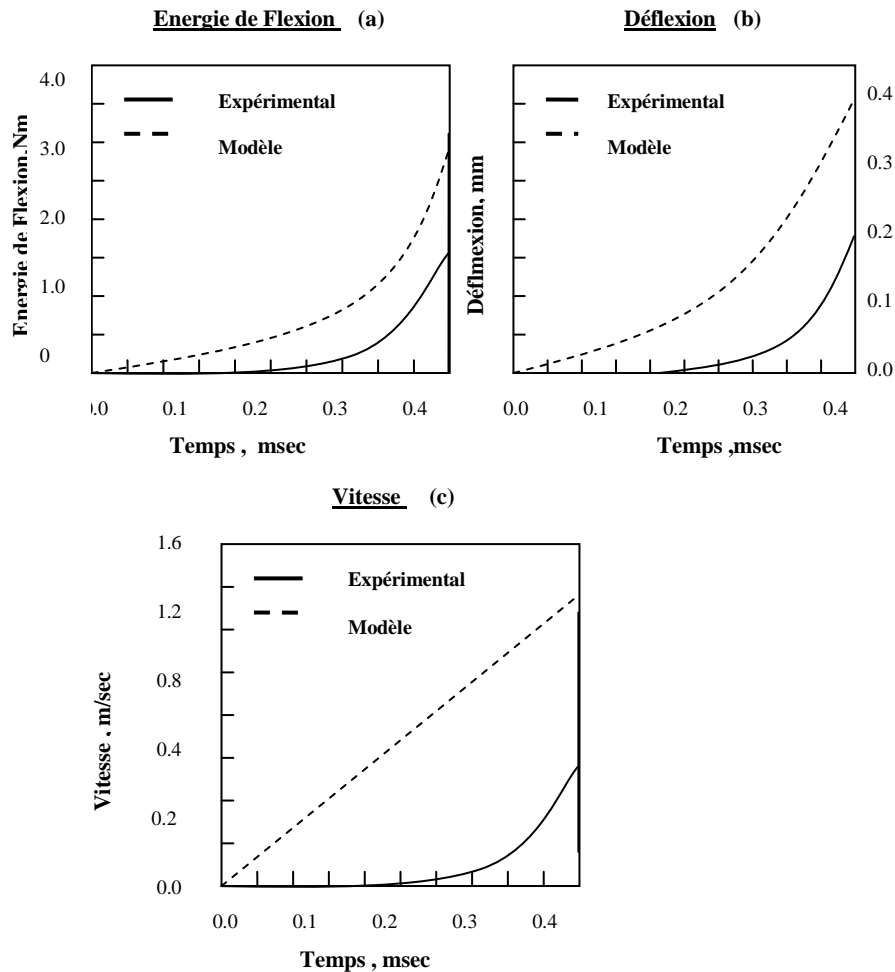 Energie de Flexion (a)
Déflexion (b)
4.0
3.0
2.0
1.0
0
Energie de Flexion,Nm
Expérimental
Modèle
.0
0.1
0.2
0.3
0.4
Temps , msec
Déflmexion, mm
Expérimental
Modèle
0.4
0.3
0.2
0.1
0.0
0.0
0.1
0.3
0.4
Temps ,msec
Vitesse (c)
1.6
1.2
0.8
0.4
0.2
0.0
Vitesse , m/sec
Expérimental
Modèle
0.0
0.1
0.2
0.3
0.4
Temps , msec